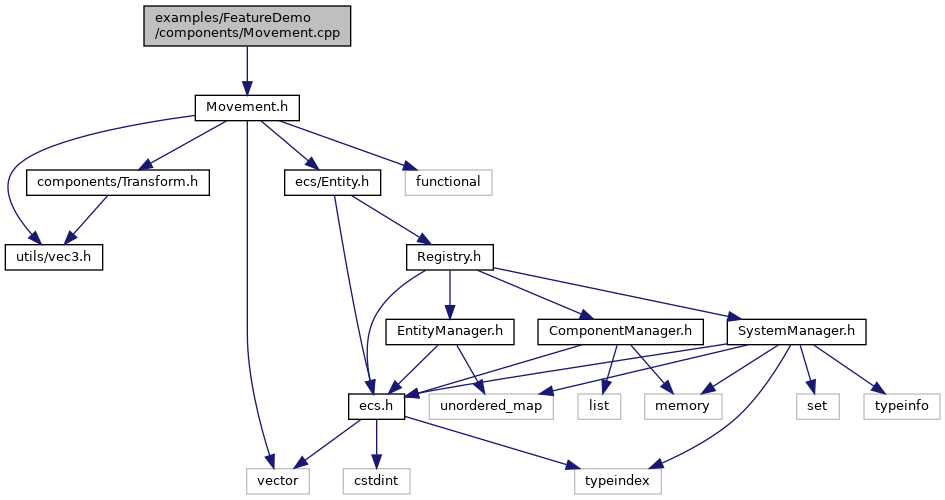 examples/FeatureDemo
/components/Movement.cpp
Movement.h
components/Transform.h
ecs/Entity.h
functional
utils/vec3.h
Registry.h
EntityManager.h
ComponentManager.h
SystemManager.h
ecs.h
unordered_map
list
memory
set
typeinfo
vector
cstdint
typeindex